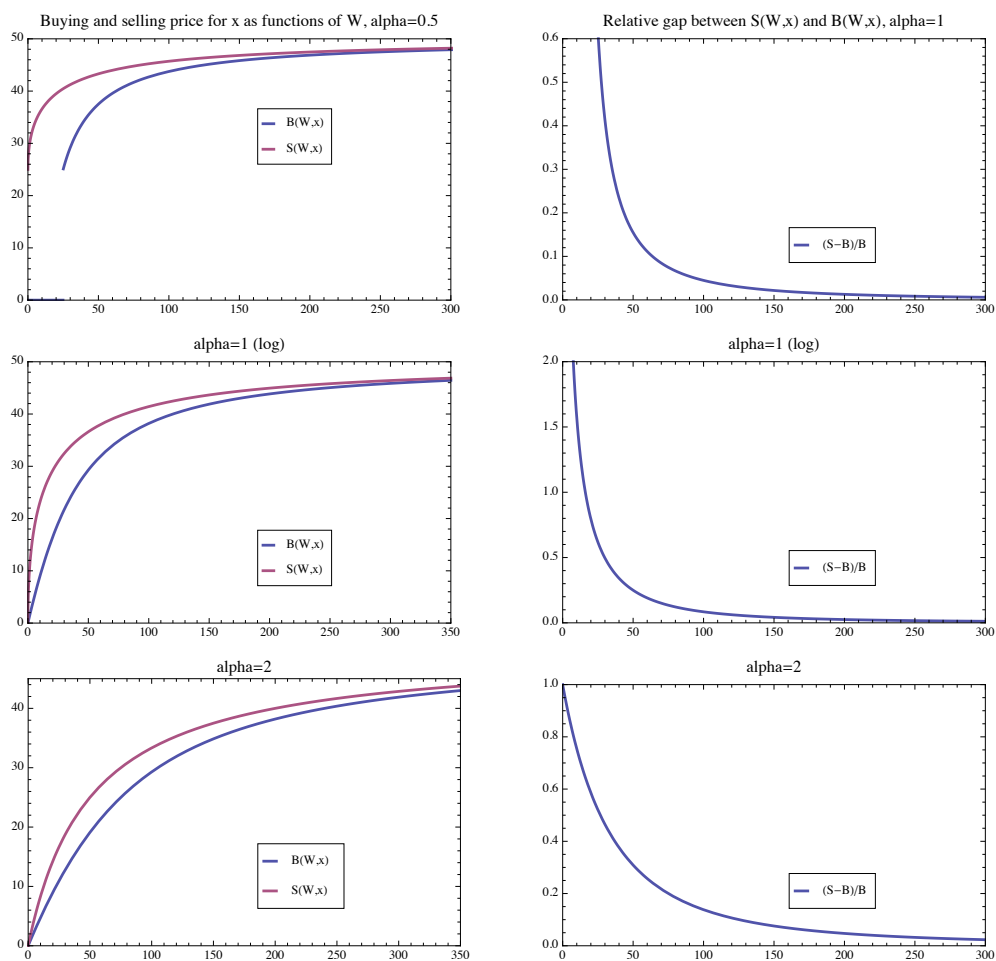 Buying and selling price for x as functions of W, alpha=0.5
50
40
30
20
10
0
B(W,x)
S(W,x)
0 50 100 150 200 250 300
Relative gap between S(W,x) and B(W,x), alpha=1
0.6
0.5
0.4
0.3
0.2
0.1
0.0
(S−B)/B
0 50 100 150 200 250 300
alpha=1 (log)
50
40
30
20
10
0
B(W,x)
S(W,x)
0 50 100 150 200 250 300 350
alpha=1 (log)
2.0
1.5
1.0
0.5
0.0
(S−B)/B
0 50 100 150 200 250 300
alpha=2
40
30
20
10
0
B(W,x)
S(W,x)
0 50 100 150 200 250 300 350
alpha=2
1.0
0.8
0.6
0.4
0.2
0.0
(S−B)/B
0 50 100 150 200 250 300